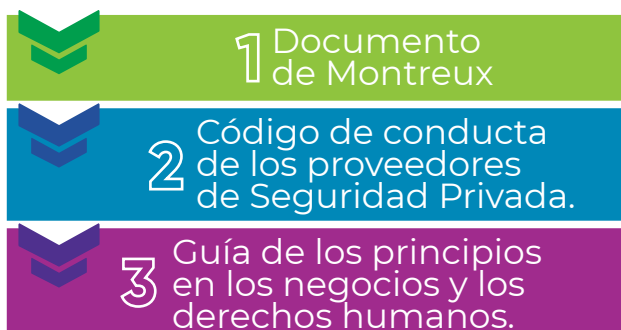 1 Documento
de Montreux
2 Código de conducta
de los proveedores
de Seguridad Privada.
3 Guía de los principios
en los negocios y los
derechos humanos.